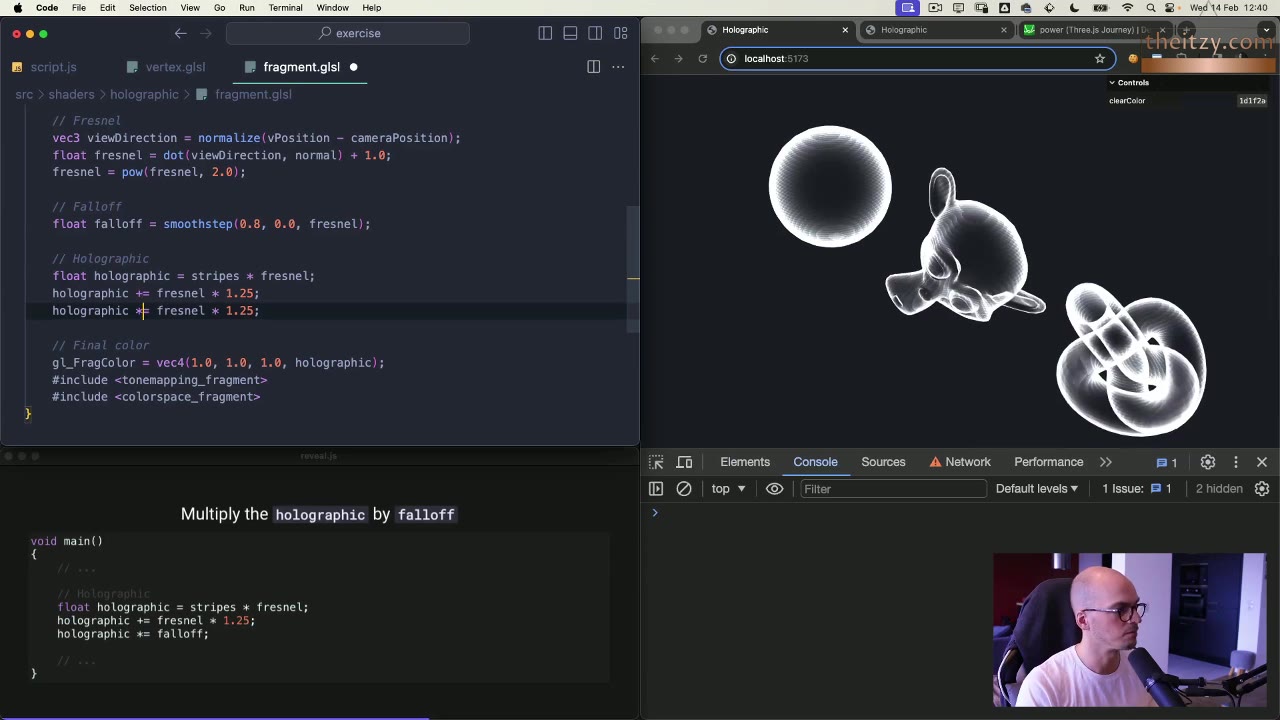 Code File Edit Selection View Go Run Terminal Window Help
Wed 14 Feb 12:40
exercise
script.js vertex.glsl fragment.glsl
src > shaders > holographic > fragment.glsl
// Fresnel
vec3 viewDirection = normalize(vPosition - cameraPosition);
float fresnel = dot(viewDirection, normal) + 1.0;
fresnel = pow(fresnel, 2.0);
// Falloff
float falloff = smoothstep(0.8, 0.0, fresnel);
// Holographic
float holographic = stripes * fresnel;
holographic += fresnel * 1.25;
holographic *= fresnel * 1.25;
// Final color
gl_FragColor = vec4(1.0, 1.0, 1.0, holographic);
#include <tonemapping_fragment>
#include <colorspace_fragment>
}
Holographic Holographic power (Three.js Journey) | D
theitzy.com
localhost:5173
Controls
clearColor 1d1f2a
Elements Console Sources Network Performance 1
top Filter Default levels 1 Issue: 1 2 hidden
reveal.js
Multiply the holographic by falloff
void main()
{
// ...
// Holographic
float holographic = stripes * fresnel;
holographic += fresnel * 1.25;
holographic *= falloff;
// ...
}